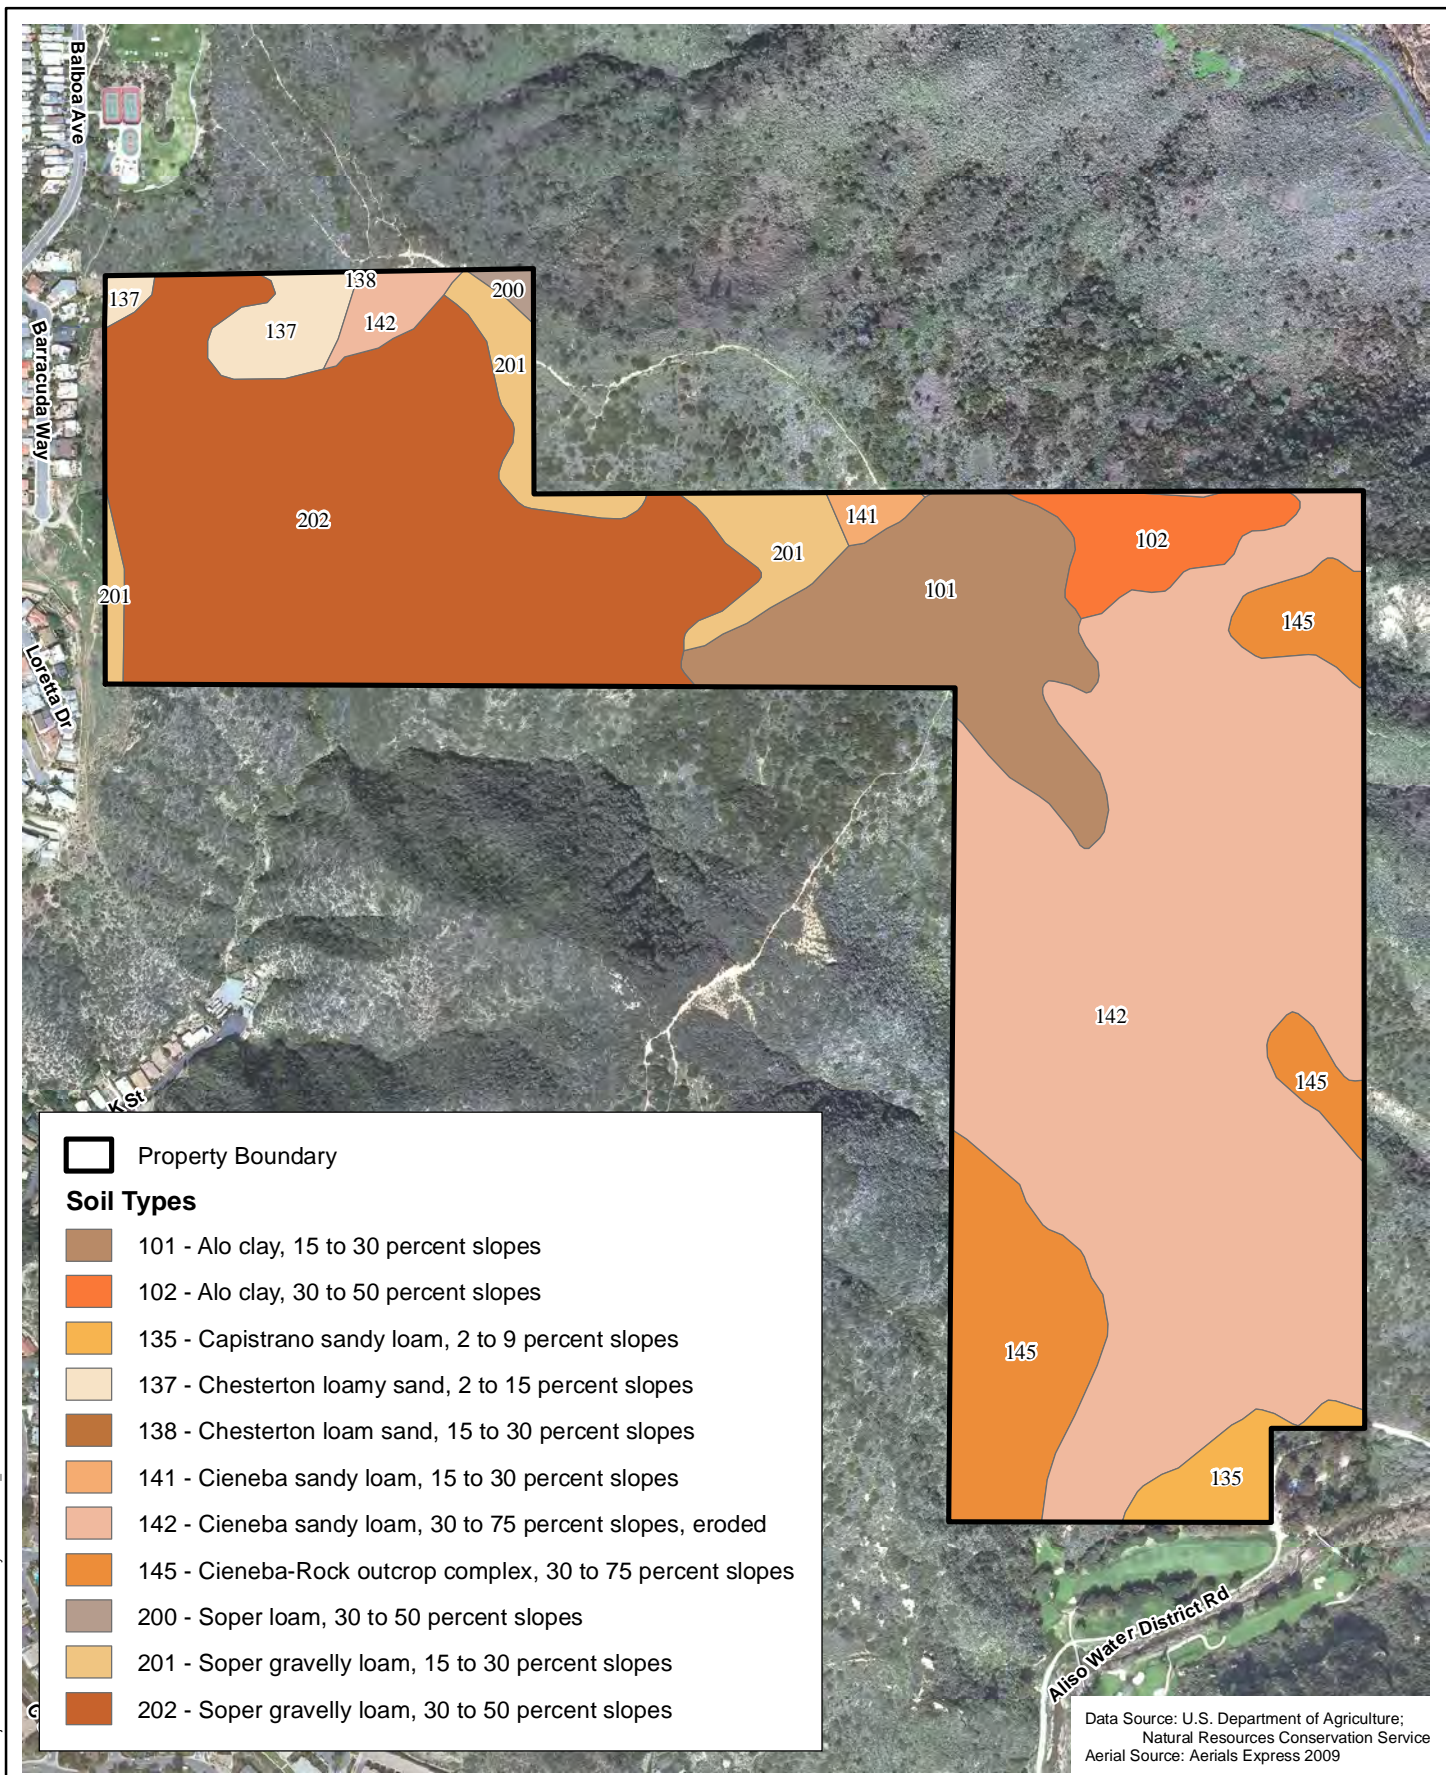 Balboa Ave
Barracuda Way
Loretta Dr
K St
Aliso Water District Rd
137
138
200
137
142
201
202
201
201
141
101
102
145
142
145
145
135
Property Boundary
Soil Types
101 - Alo clay, 15 to 30 percent slopes
102 - Alo clay, 30 to 50 percent slopes
135 - Capistrano sandy loam, 2 to 9 percent slopes
137 - Chesterton loamy sand, 2 to 15 percent slopes
138 - Chesterton loam sand, 15 to 30 percent slopes
141 - Cieneba sandy loam, 15 to 30 percent slopes
142 - Cieneba sandy loam, 30 to 75 percent slopes, eroded
145 - Cieneba-Rock outcrop complex, 30 to 75 percent slopes
200 - Soper loam, 30 to 50 percent slopes
201 - Soper gravelly loam, 15 to 30 percent slopes
202 - Soper gravelly loam, 30 to 50 percent slopes
Data Source: U.S. Department of Agriculture;
Natural Resources Conservation Service
Aerial Source: Aerials Express 2009